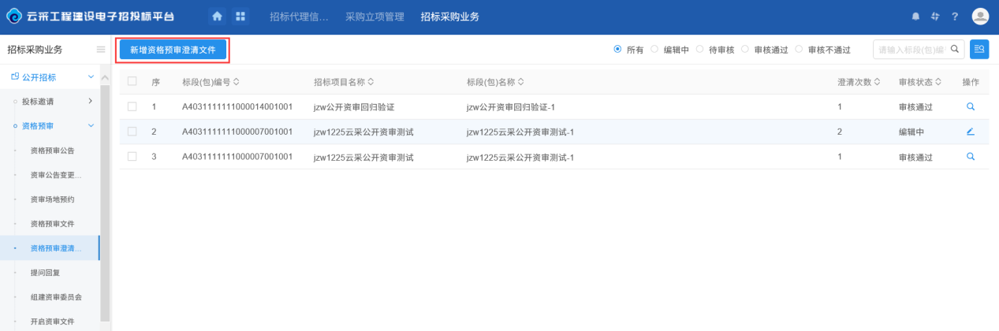 云采工程建设电子招投标平台 招标代理信... 采购立项管理 招标采购业务
招标采购业务 新增资格预审澄清文件 所有 编辑中 待审核 审核通过 审核不通过 请输入标段(包)编号
公开招标
投标邀请
资格预审
资格预审公告
资审公告变更...
资审场地预约
资格预审文件
资格预审澄清...
提问回复
组建资审委员会
开启资审文件
序 标段(包)编号 招标项目名称 标段(包)名称 澄清次数 审核状态 操作
1 A4031111111000014001001 jzw公开资审回归验证 jzw公开资审回归验证-1 1 审核通过
2 A4031111111000007001001 jzw1225云采公开资审测试 jzw1225云采公开资审测试-1 2 编辑中
3 A4031111111000007001001 jzw1225云采公开资审测试 jzw1225云采公开资审测试-1 1 审核通过